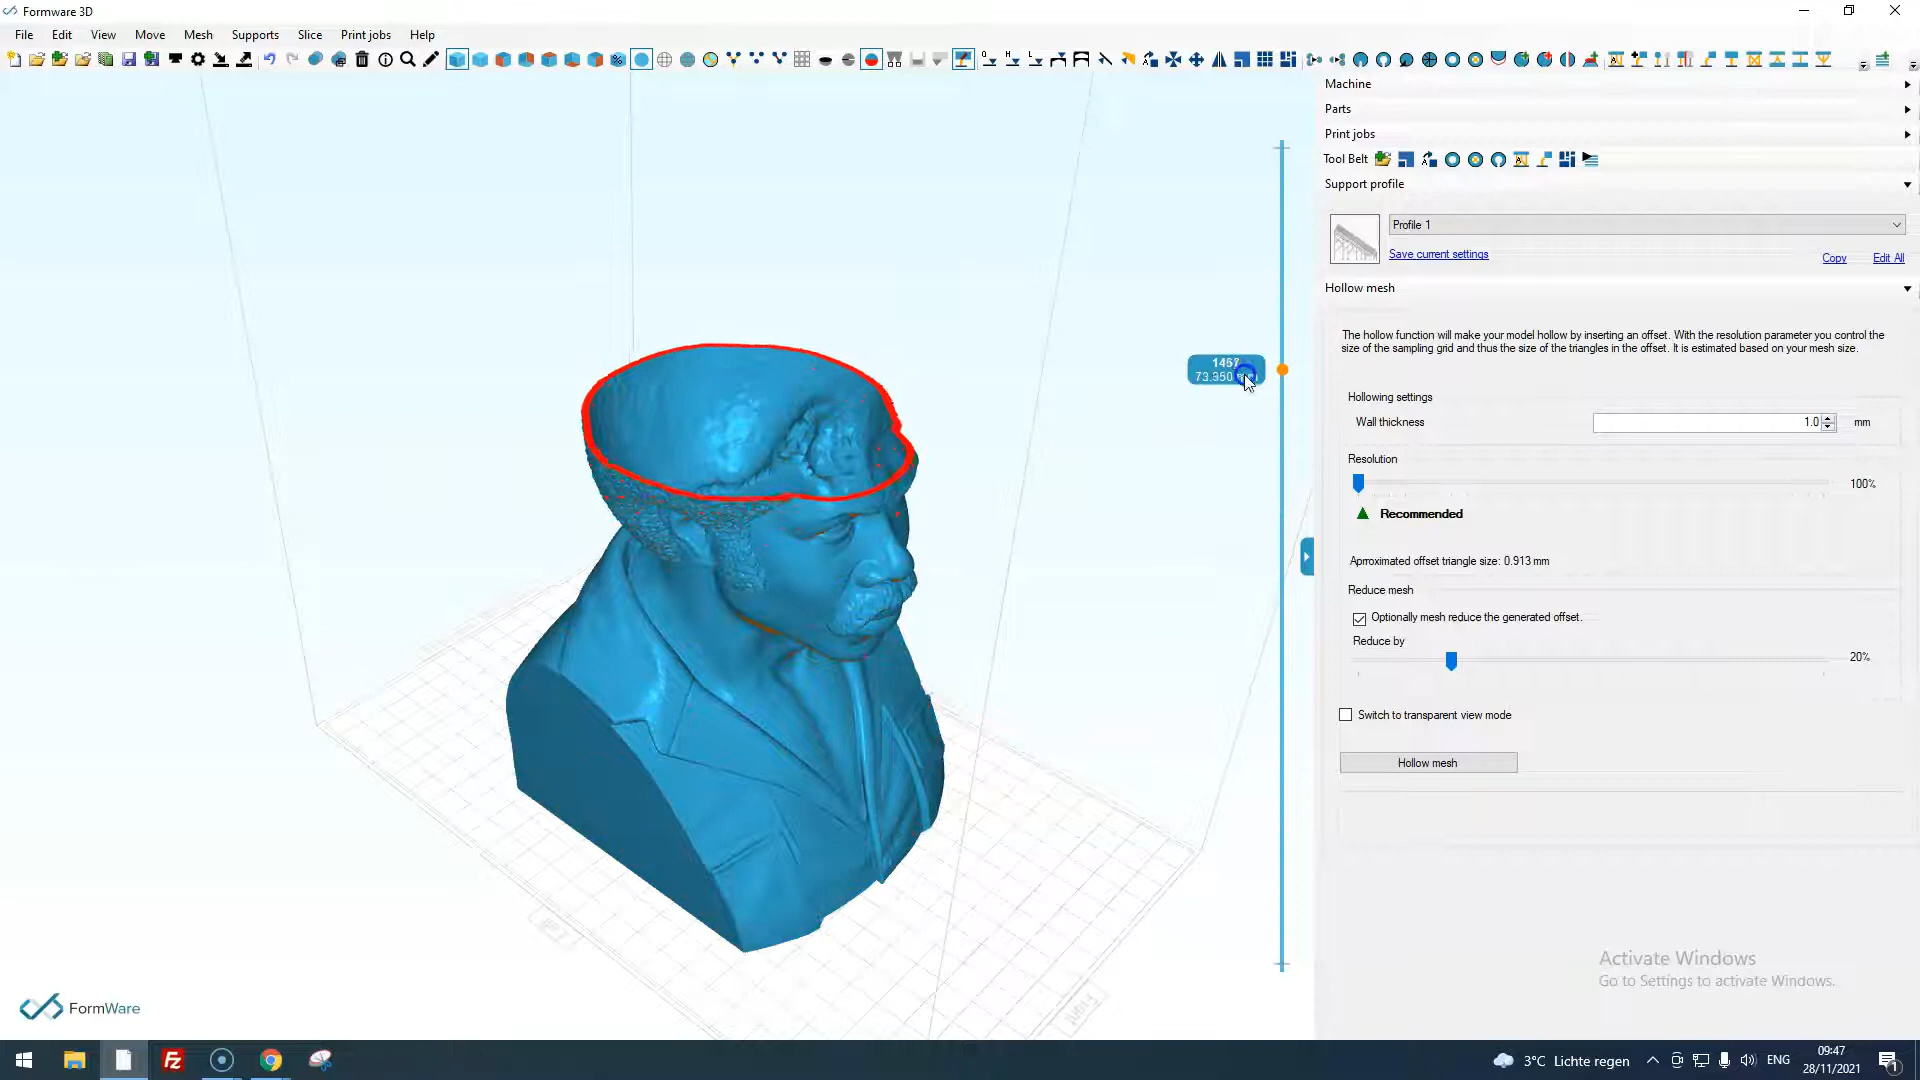 Formware 3D
File Edit View Move Mesh Supports Slice Print jobs Help
Machine
Parts
Print jobs
Tool Belt
Support profile
Profile 1
Save current settings
Copy
Edit All
Hollow mesh
The hollow function will make your model hollow by inserting an offset. With the resolution parameter you control the
size of the sampling grid and thus the size of the triangles in the offset. It is estimated based on your mesh size.
Hollowing settings
Wall thickness
1.0
mm
Resolution
100%
Recommended
Aprroximated offset triangle size: 0.913 mm
Reduce mesh
Optionally mesh reduce the generated offset.
Reduce by
20%
Switch to transparent view mode
Hollow mesh
1467
73.350
Activate Windows
Go to Settings to activate Windows.
FormWare
Front
3°C Lichte regen
ENG
09:47
28/11/2021